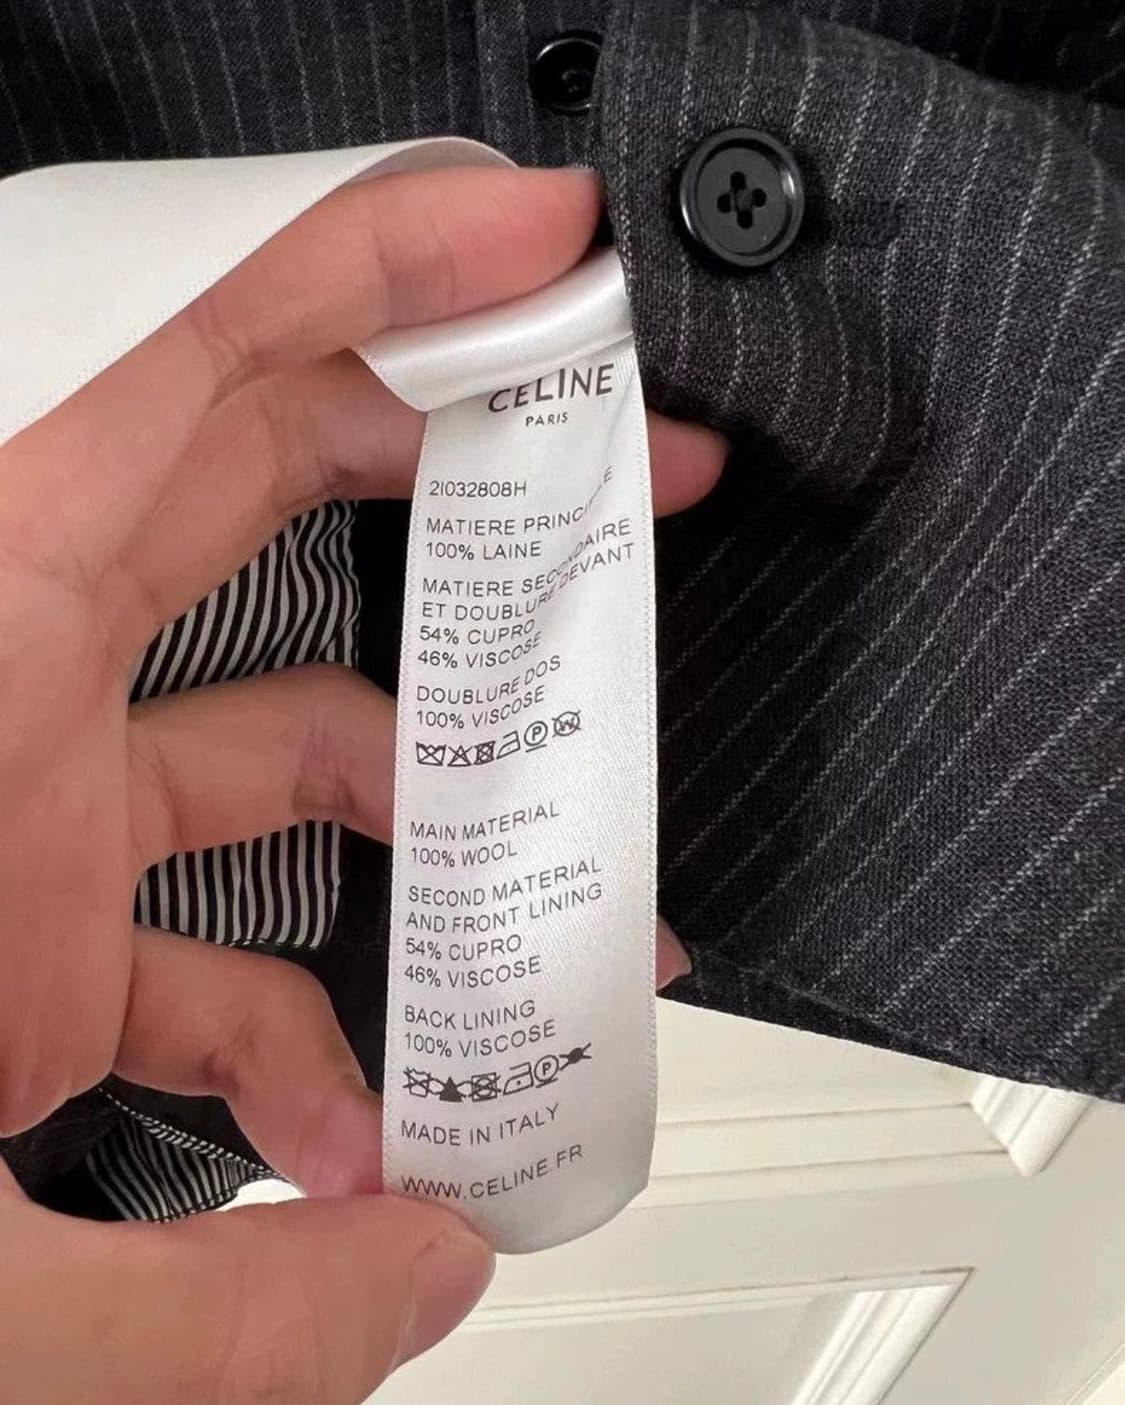 CELINE
PARIS
21032808H
MATIERE PRINCIPALE
100% LAINE
MATIERE SECONDAIRE
ET DOUBLURE DEVANT
54% CUPRO
46% VISCOSE
DOUBLURE DOS
100% VISCOSE
MAIN MATERIAL
100% WOOL
SECOND MATERIAL
AND FRONT LINING
54% CUPRO
46% VISCOSE
BACK LINING
100% VISCOSE
MADE IN ITALY
WWW.CELINE.FR